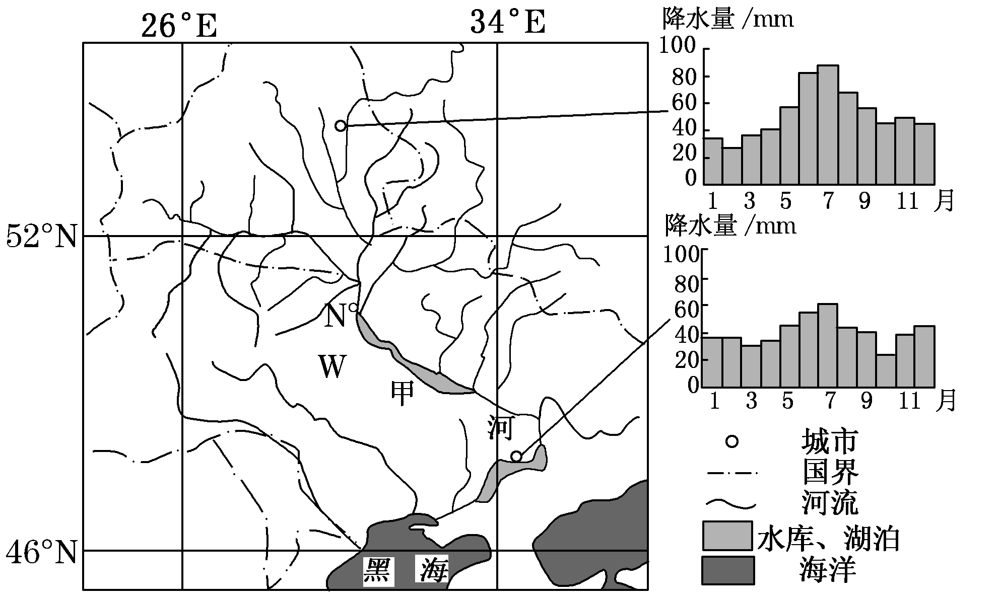 26°E
34°E
52°N
46°N
N
W
甲
河
黑 海
降水量/mm
100
80
60
40
20
0
1 3 5 7 9 11 月
降水量/mm
100
80
60
40
20
0
1 3 5 7 9 11 月
城市
国界
河流
水库、湖泊
海洋